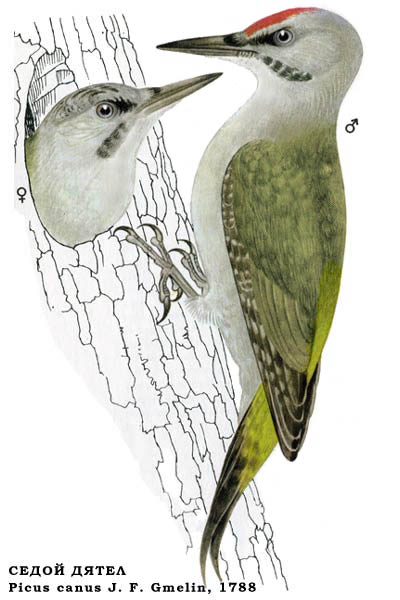 ♂
♀
СЕДОЙ ДЯТЕЛ
Picus canus J. F. Gmelin, 1788